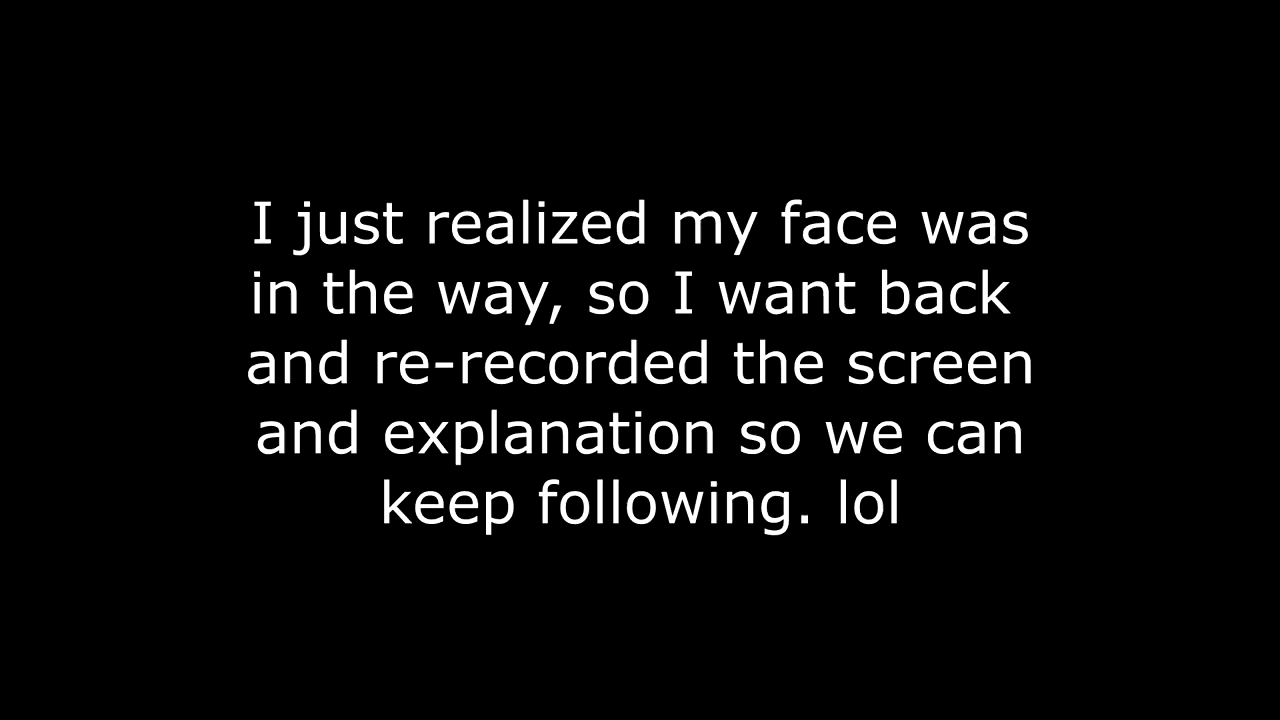 I just realized my face was
in the way, so I want back
and re-recorded the screen
and explanation so we can
keep following. lol